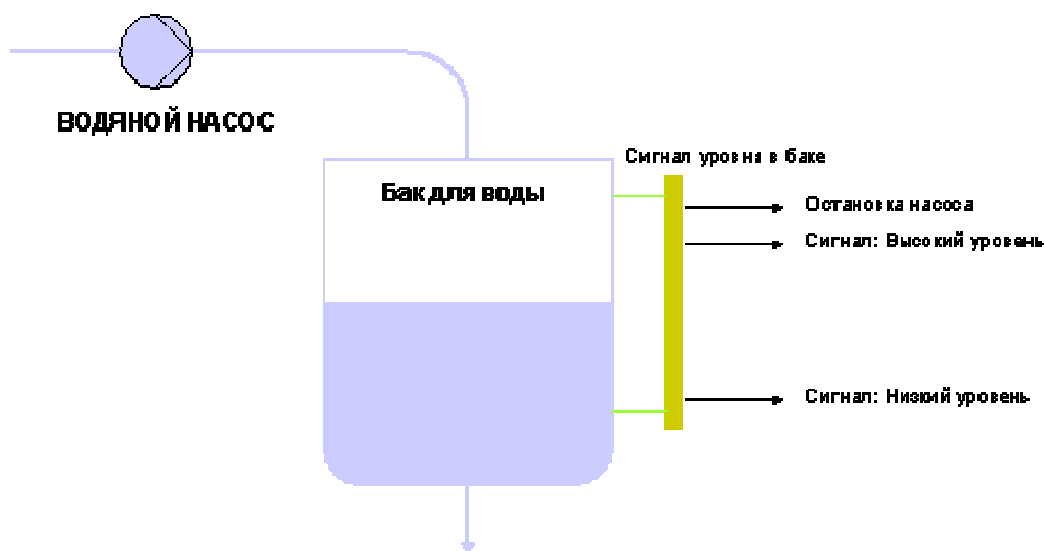 ВОДЯНОЙ НАСОС
Сигнал уровня в баке
Бак для воды
Остановка насоса
Сигнал: Высокий уровень
Сигнал: Низкий уровень